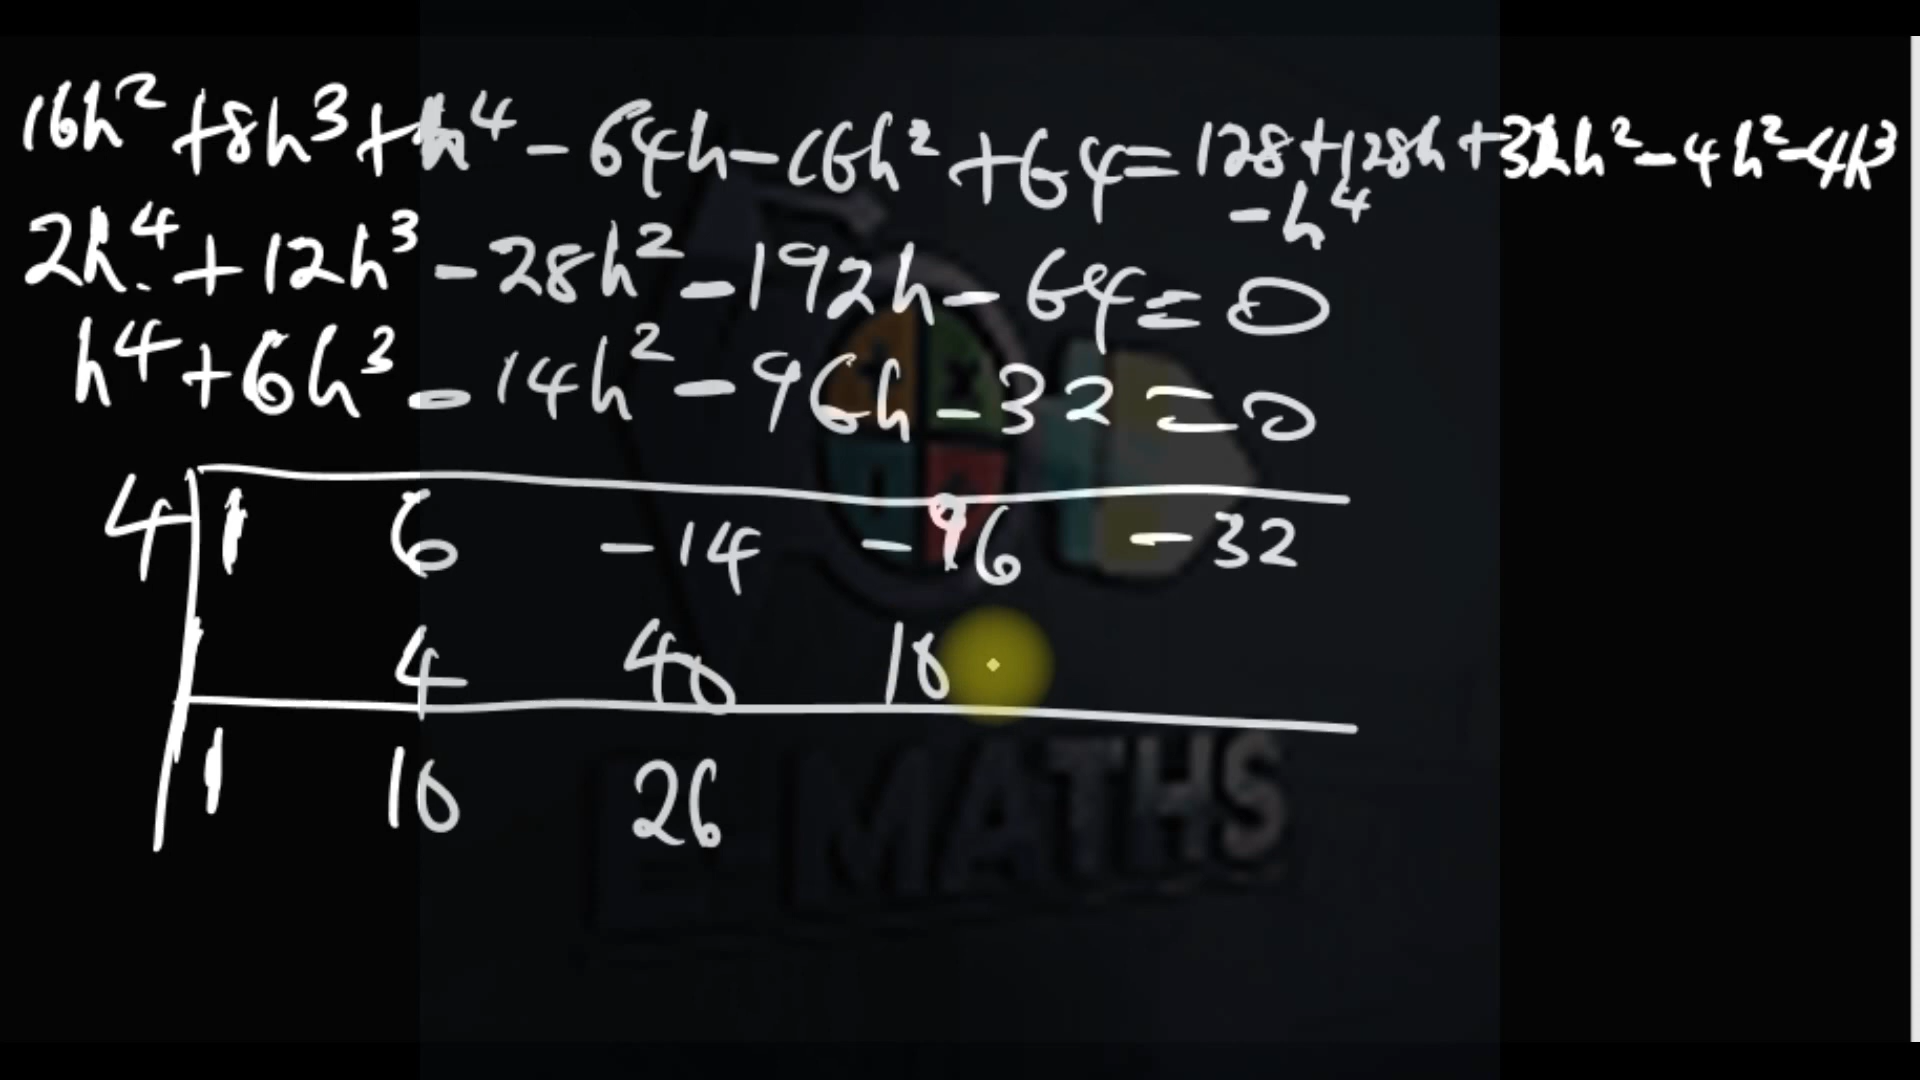 16h² + 8h³ + h⁴ - 64h - 16h² + 64 = 128 + 128h + 32h² - 4h² - 4h³
- h⁴
2h⁴ + 12h³ - 28h² - 192h - 64 = 0
h⁴ + 6h³ - 14h² - 96h - 32 = 0
4 1 6 -14 -96 -32
4 40 10
1 10 26
MATHS